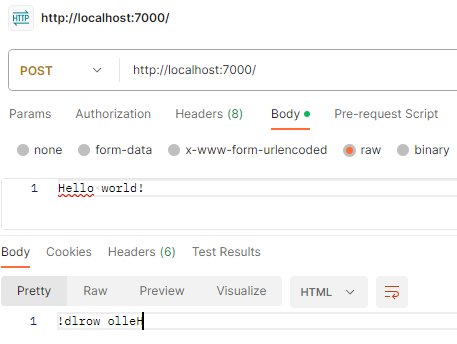 HTTP http://localhost:7000/
POST http://localhost:7000/
Params Authorization Headers (8) Body Pre-request Script
none form-data x-www-form-urlencoded raw binary
1 Hello world!
Body Cookies Headers (6) Test Results
Pretty Raw Preview Visualize HTML
1 !dlrow olleH